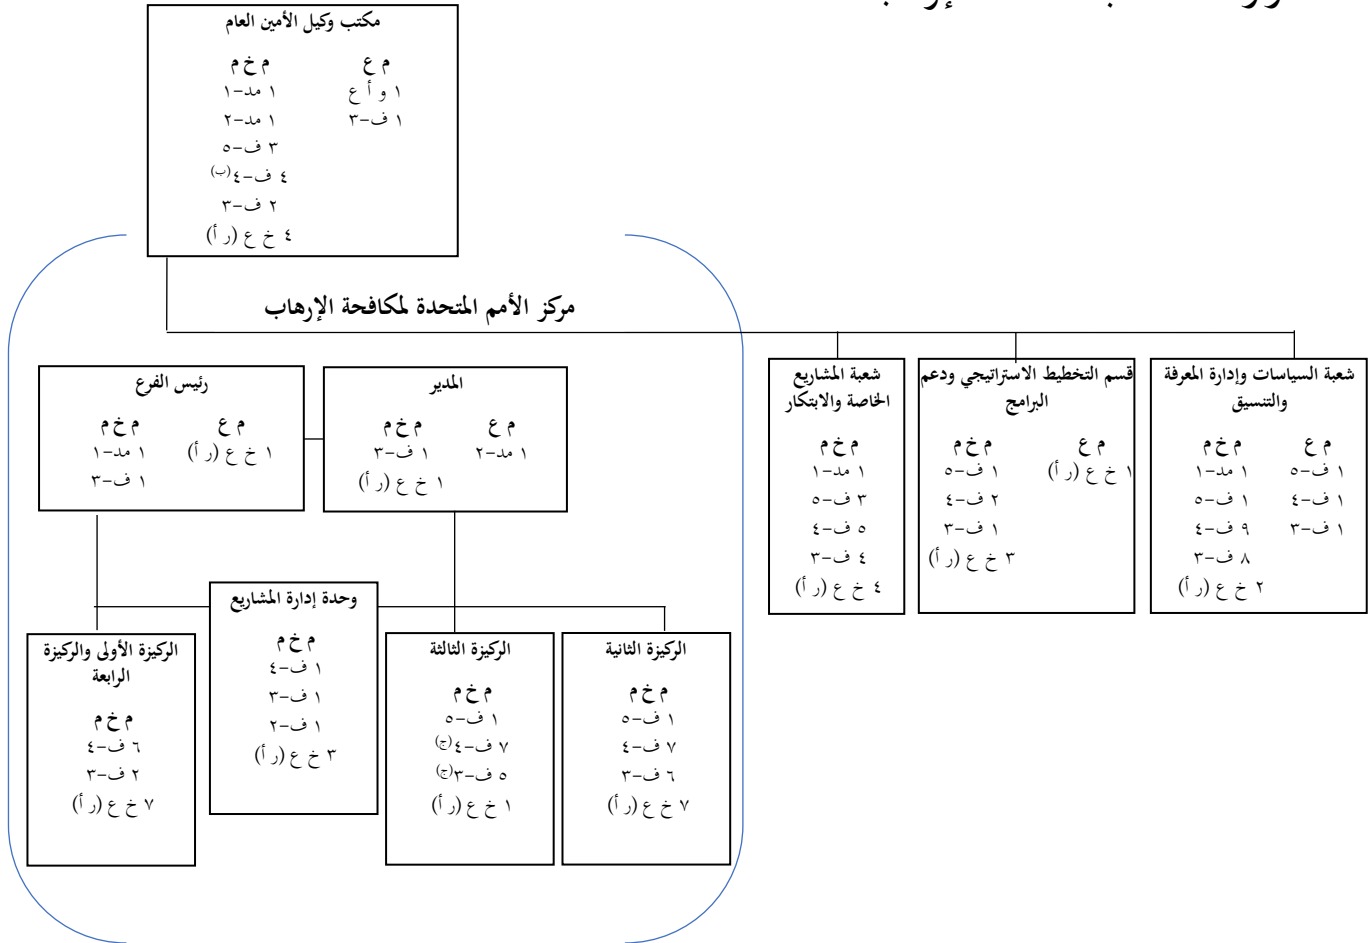 مكتب وكيل الأمين العام
م ع
١ و أ ع
١ ف-٣
م خ م
١ مد-١
١ مد-٢
٣ ف-٥
٤ ف-٤(ب)
٢ ف-٣
٤ خ ع (ر أ)
مركز الأمم المتحدة لمكافحة الإرهاب
شعبة السياسات وإدارة المعرفة
والتنسيق
م ع
١ ف-٥
١ ف-٤
١ ف-٣
م خ م
١ مد-١
١ ف-٥
٩ ف-٤
٨ ف-٣
٢ خ ع (ر أ)
قسم التخطيط الاستراتيجي ودعم
البرامج
م ع
١ خ ع (ر أ)
م خ م
١ ف-٥
٢ ف-٤
١ ف-٣
٣ خ ع (ر أ)
شعبة المشاريع
الخاصة والابتكار
م خ م
١ مد-١
٣ ف-٥
٥ ف-٤
٤ ف-٣
٤ خ ع (ر أ)
المدير
م ع
١ مد-٢
م خ م
١ ف-٣
١ خ ع (ر أ)
رئيس الفرع
م ع
١ خ ع (ر أ)
م خ م
١ مد-١
١ ف-٣
الركيزة الثانية
م خ م
١ ف-٥
٧ ف-٤
٦ ف-٣
٧ خ ع (ر أ)
الركيزة الثالثة
م خ م
١ ف-٥
٧ ف-٤(ج)
٥ ف-٣(ج)
١ خ ع (ر أ)
وحدة إدارة المشاريع
م خ م
١ ف-٤
١ ف-٣
١ ف-٢
٣ خ ع (ر أ)
الركيزة الأولى والركيزة
الرابعة
م خ م
٦ ف-٤
٢ ف-٣
٧ خ ع (ر أ)